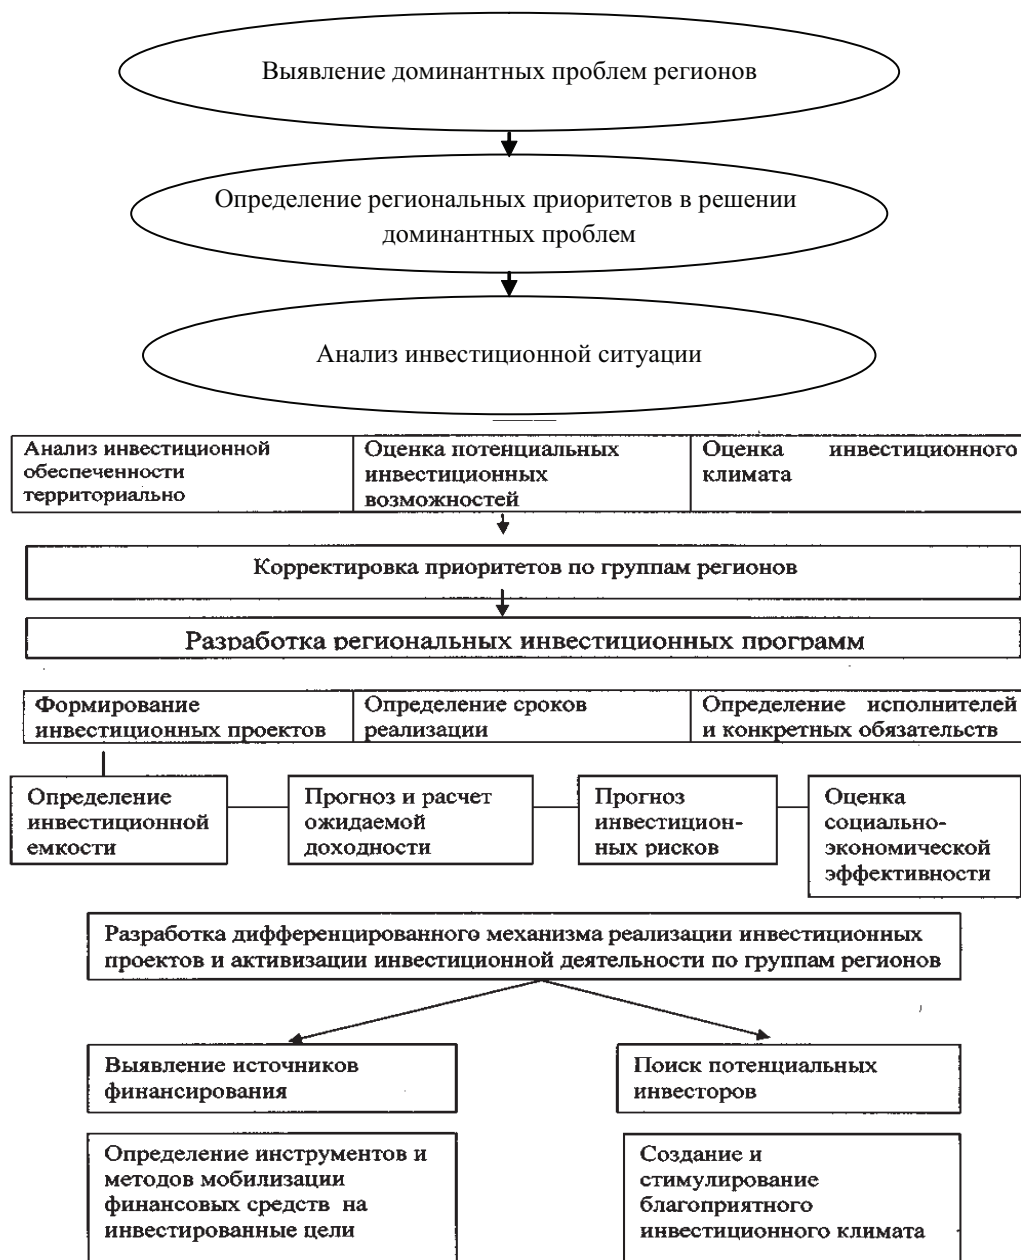 Выявление доминантных проблем регионов
Определение региональных приоритетов в решении
доминантных проблем
Анализ инвестиционной ситуации
Анализ инвестиционной
обеспеченности
территориально
Оценка потенциальных
инвестиционных
возможностей
Оценка инвестиционного
климата
Корректировка приоритетов по группам регионов
Разработка региональных инвестиционных программ
Формирование
инвестиционных проектов
Определение сроков
реализации
Определение исполнителей
и конкретных обязательств
Определение
инвестиционной
емкости
Прогноз и расчет
ожидаемой
доходности
Прогноз
инвестицион-
ных рисков
Оценка
социально-
экономической
эффективности
Разработка дифференцированного механизма реализации инвестиционных
проектов и активизации инвестиционной деятельности по группам регионов
Выявление источников
финансирования
Поиск потенциальных
инвесторов
Определение инструментов и
методов мобилизации
финансовых средств на
инвестированные цели
Создание и
стимулирование
благоприятного
инвестиционного климата